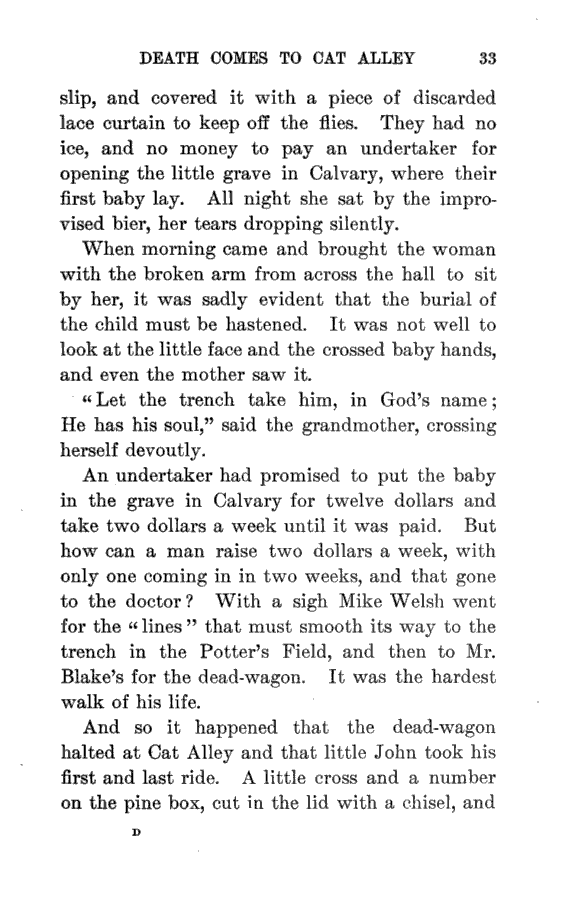 DEATH COMES TO CAT ALLEY 33
slip, and covered it with a piece of discarded
lace curtain to keep off the flies. They had no
ice, and no money to pay an undertaker for
opening the little grave in Calvary, where their
first baby lay. All night she sat by the impro-
vised bier, her tears dropping silently.
When morning came and brought the woman
with the broken arm from across the hall to sit
by her, it was sadly evident that the burial of
the child must be hastened. It was not well to
look at the little face and the crossed baby hands,
and even the mother saw it.
“Let the trench take him, in God's name;
He has his soul,” said the grandmother, crossing
herself devoutly.
An undertaker had promised to put the baby
in the grave in Calvary for twelve dollars and
take two dollars a week until it was paid. But
how can a man raise two dollars a week, with
only one coming in in two weeks, and that gone
to the doctor? With a sigh Mike Welsh went
for the “lines” that must smooth its way to the
trench in the Potter's Field, and then to Mr.
Blake's for the dead-wagon. It was the hardest
walk of his life.
And so it happened that the dead-wagon
halted at Cat Alley and that little John took his
first and last ride. A little cross and a number
on the pine box, cut in the lid with a chisel, and
D